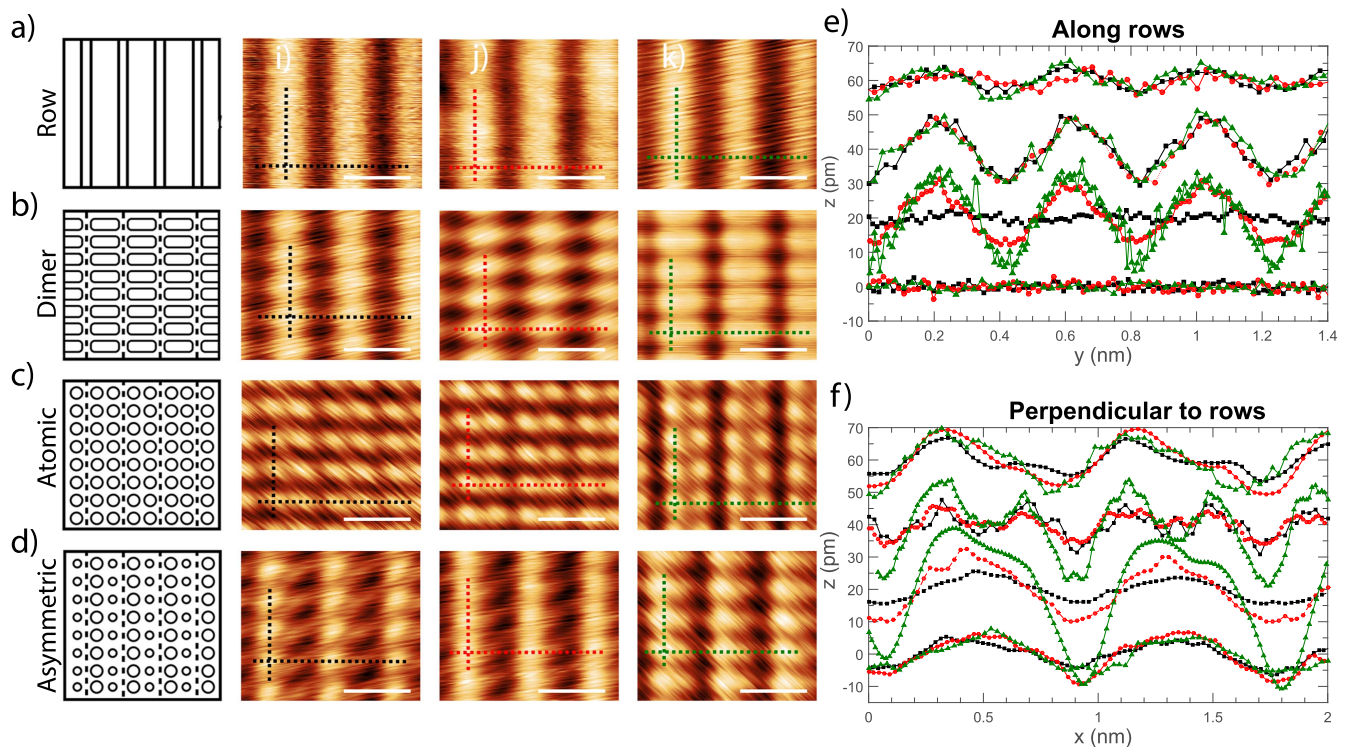 a)
Row
i)
j)
k)
b)
Dimer
c)
Atomic
d)
Asymmetric
e)
Along rows
70
60
50
40
30
20
10
0
-10
z (pm)
0 0.2 0.4 0.6 0.8 1 1.2 1.4
y (nm)
f)
Perpendicular to rows
70
60
50
40
30
20
10
0
-10
z (pm)
0 0.5 1 1.5 2
x (nm)